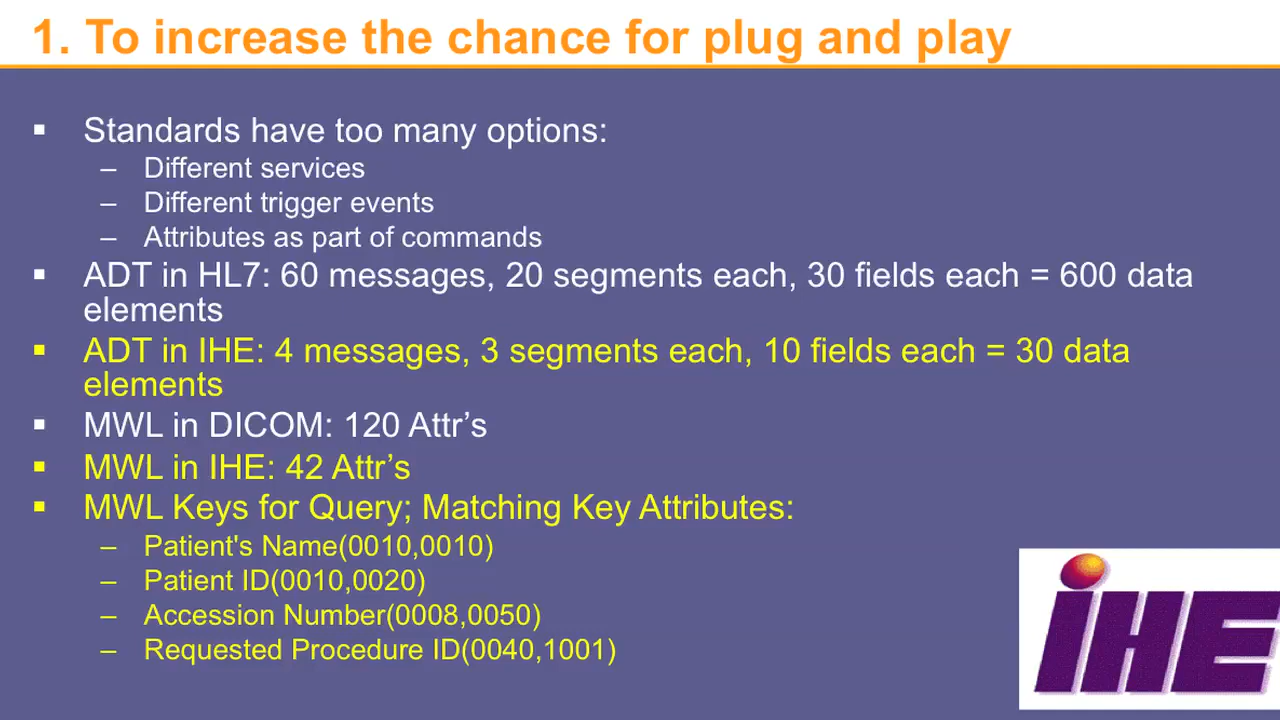 1. To increase the chance for plug and play
▪ Standards have too many options:
– Different services
– Different trigger events
– Attributes as part of commands
▪ ADT in HL7: 60 messages, 20 segments each, 30 fields each = 600 data
elements
▪ ADT in IHE: 4 messages, 3 segments each, 10 fields each = 30 data
elements
▪ MWL in DICOM: 120 Attr’s
▪ MWL in IHE: 42 Attr’s
▪ MWL Keys for Query; Matching Key Attributes:
– Patient's Name(0010,0010)
– Patient ID(0010,0020)
– Accession Number(0008,0050)
– Requested Procedure ID(0040,1001)
iHE